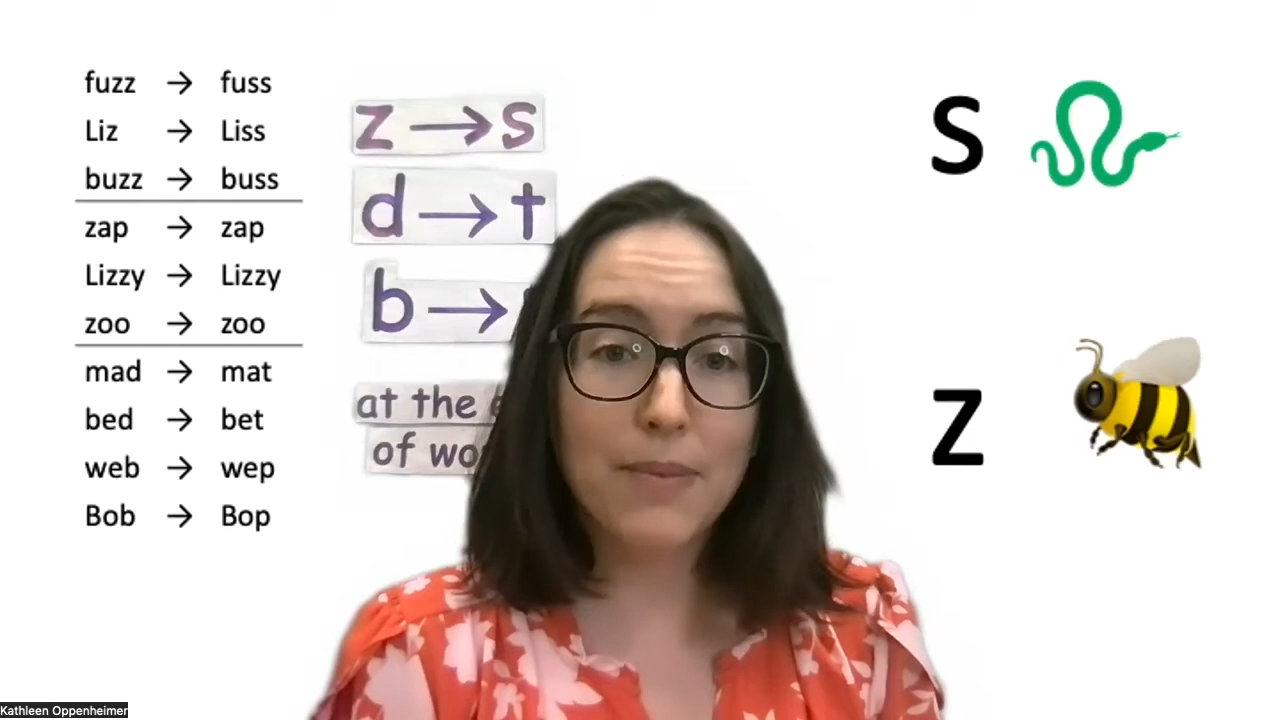 fuzz → fuss
Liz → Liss
buzz → buss
zap → zap
Lizzy → Lizzy
zoo → zoo
mad → mat
bed → bet
web → wep
Bob → Bop
z → s
d → t
b →
at the
of
S
Z
Kathleen Oppenheimer